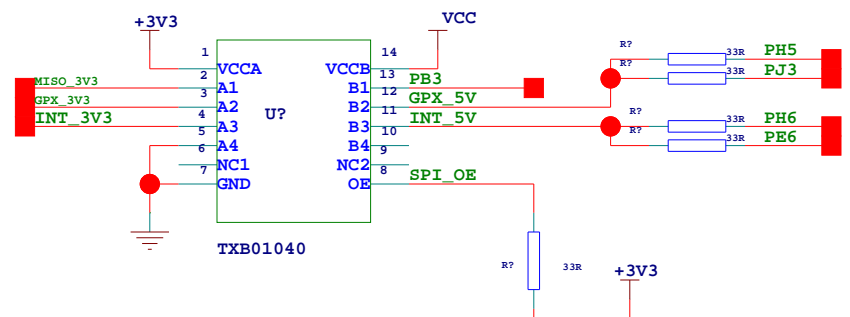 +3V3
VCC
1
14
R?
33R
PH5
VCCA
VCCB
R?
2
13
MISO_3V3
A1
B1
PB3
33R
PJ3
3
12
GPX_3V3
A2
U?
B2
GPX_5V
4
11
R?
INT_3V3
A3
B3
INT_5V
33R
PH6
5
10
R?
A4
B4
33R
PE6
6
9
NC1
NC2
7
8
GND
OE
SPI_OE
TXB01040
R?
33R
+3V3